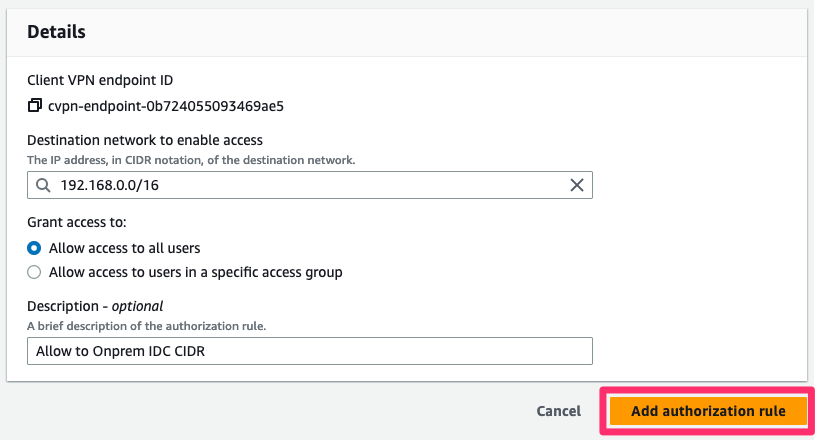 Details
Client VPN endpoint ID
cvpn-endpoint-0b724055093469ae5
Destination network to enable access
The IP address, in CIDR notation, of the destination network.
192.168.0.0/16
Grant access to:
Allow access to all users
Allow access to users in a specific access group
Description - optional
A brief description of the authorization rule.
Allow to Onprem IDC CIDR
Cancel Add authorization rule